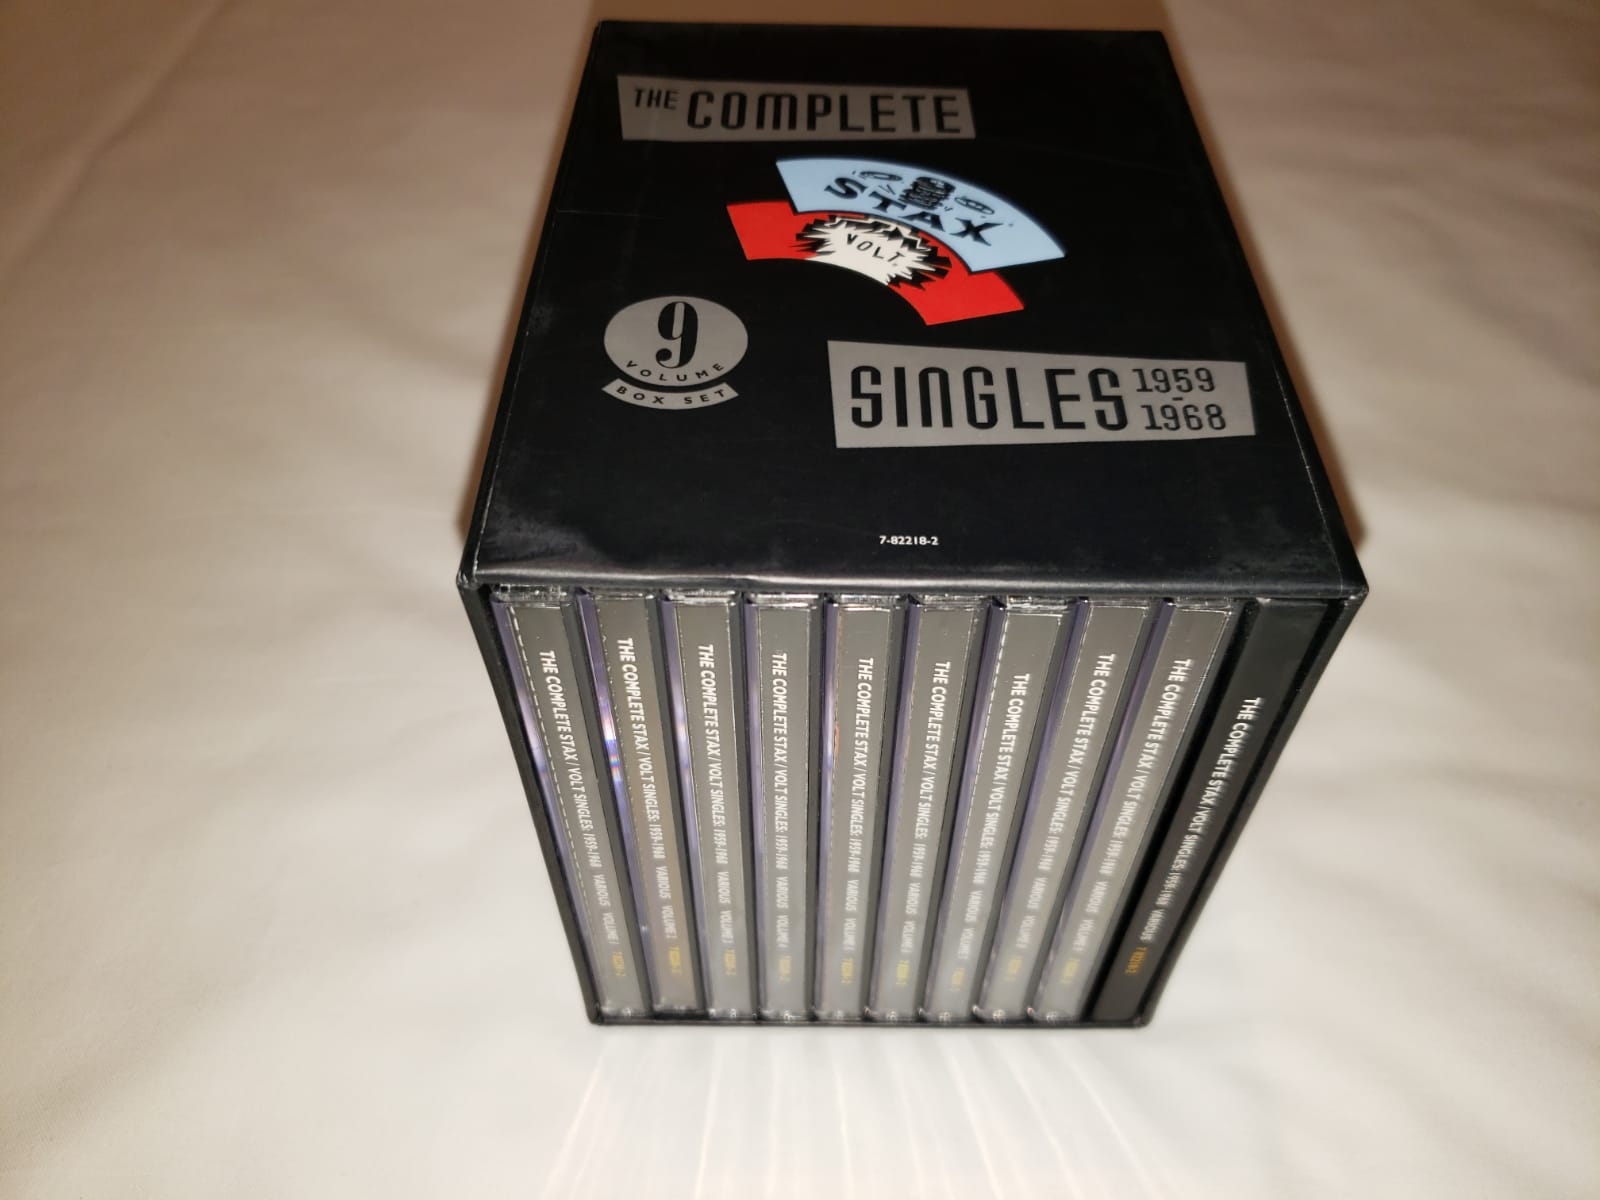 THE COMPLETE
STAX
VOLT
9
VOLUME
BOX SET
SINGLES 1959
-
1968
7-82218-2
THE COMPLETE STAX / VOLT SINGLES: 1959-1968 VARIOUS VOLUME 1 7 82218-2
THE COMPLETE STAX / VOLT SINGLES: 1959-1968 VARIOUS VOLUME 2
THE COMPLETE STAX / VOLT SINGLES: 1959-1968 VARIOUS VOLUME 3
THE COMPLETE STAX / VOLT SINGLES: 1959-1968 VARIOUS VOLUME 4
THE COMPLETE STAX / VOLT SINGLES: 1959-1968 VARIOUS VOLUME
THE COMPLETE STAX / VOLT SINGLES: 1959-1968 VARIOUS VOLUME
THE COMPLETE STAX / VOLT SINGLES: 1959-1968 VARIOUS VOLUME
THE COMPLETE STAX / VOLT SINGLES: 1959-1968 VARIOUS VOLUME
THE COMPLETE STAX / VOLT SINGLES: 1959-1968 VARIOUS VOLUME
THE COMPLETE STAX / VOLT SINGLES: 1959-1968 VARIOUS 7 82218-2